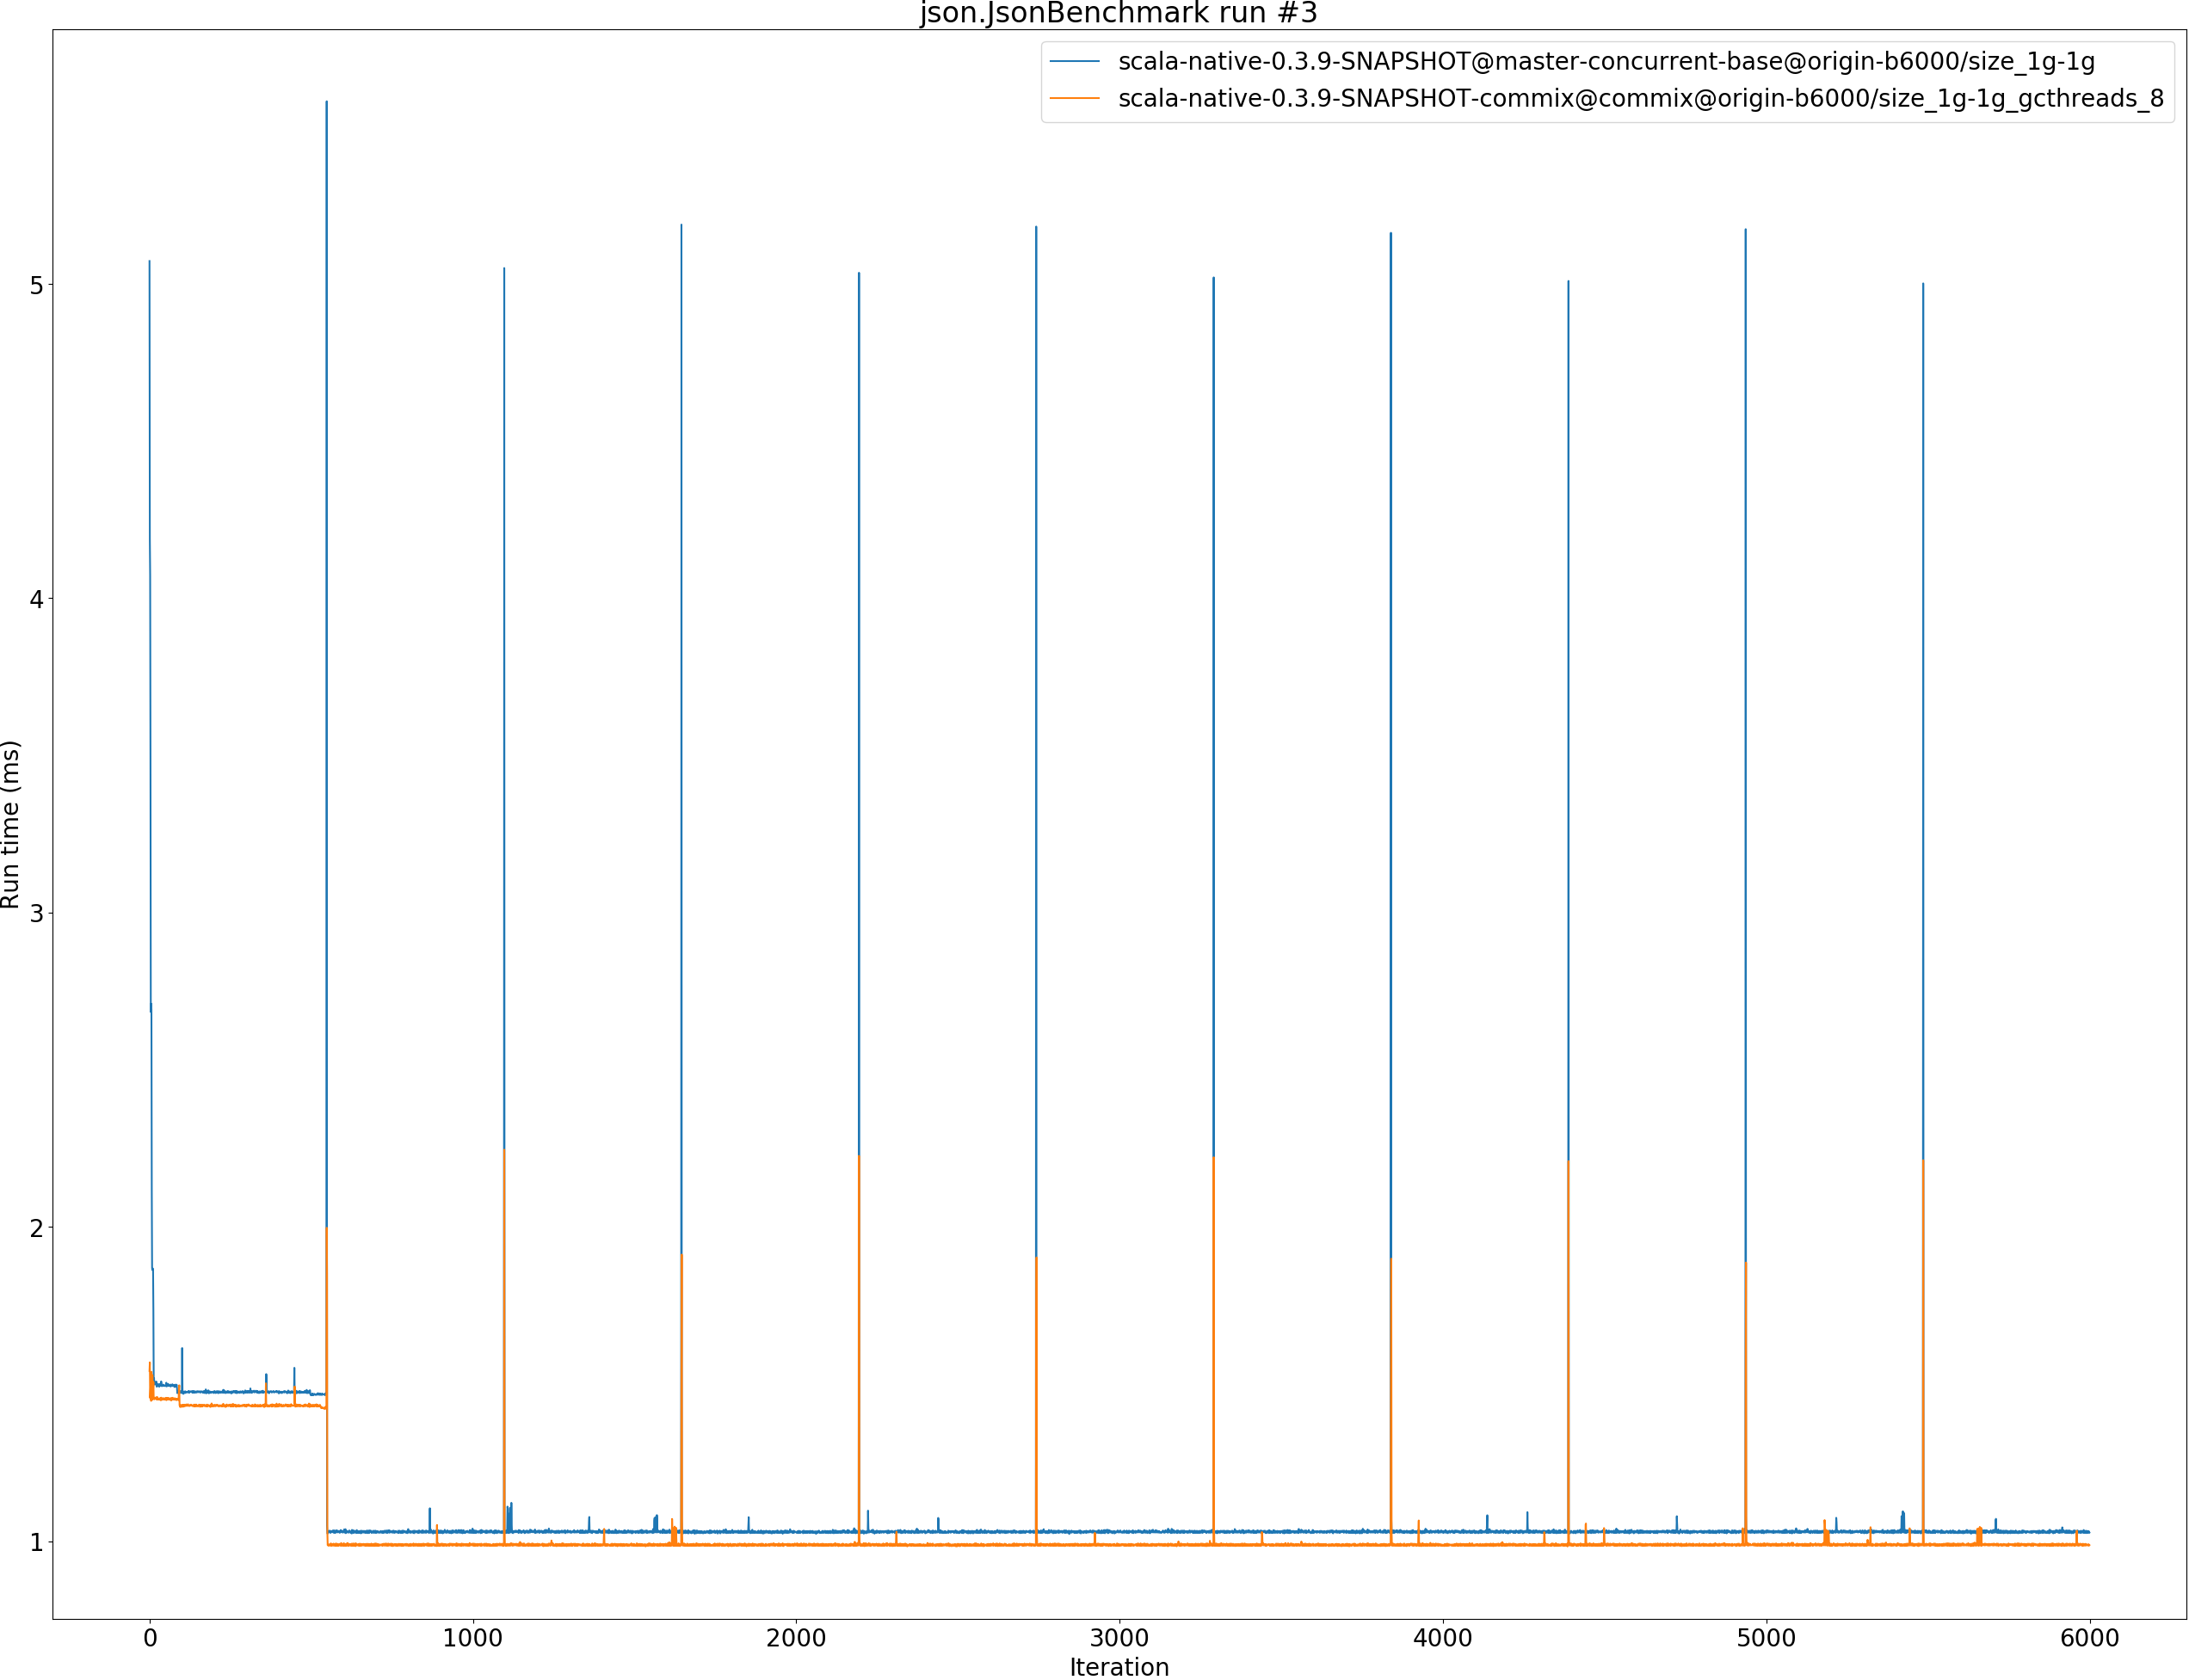 json.JsonBenchmark run #3
scala-native-0.3.9-SNAPSHOT@master-concurrent-base@origin-b6000/size_1g-1g
scala-native-0.3.9-SNAPSHOT-commix@commix@origin-b6000/size_1g-1g_gcthreads_8
5
4
3
2
1
Run time (ms)
0 1000 2000 3000 4000 5000 6000
Iteration